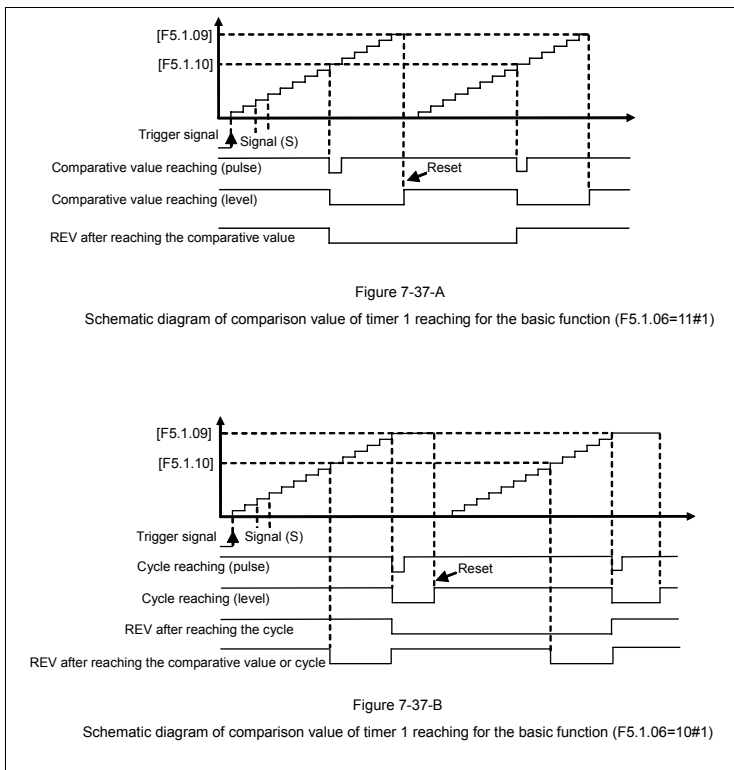 [F5.1.09]
[F5.1.10]
Trigger signal
Signal (S)
Comparative value reaching (pulse)
Reset
Comparative value reaching (level)
REV after reaching the comparative value
Figure 7-37-A
Schematic diagram of comparison value of timer 1 reaching for the basic function (F5.1.06=11#1)
[F5.1.09]
[F5.1.10]
Trigger signal
Signal (S)
Cycle reaching (pulse)
Reset
Cycle reaching (level)
REV after reaching the cycle
REV after reaching the comparative value or cycle
Figure 7-37-B
Schematic diagram of comparison value of timer 1 reaching for the basic function (F5.1.06=10#1)